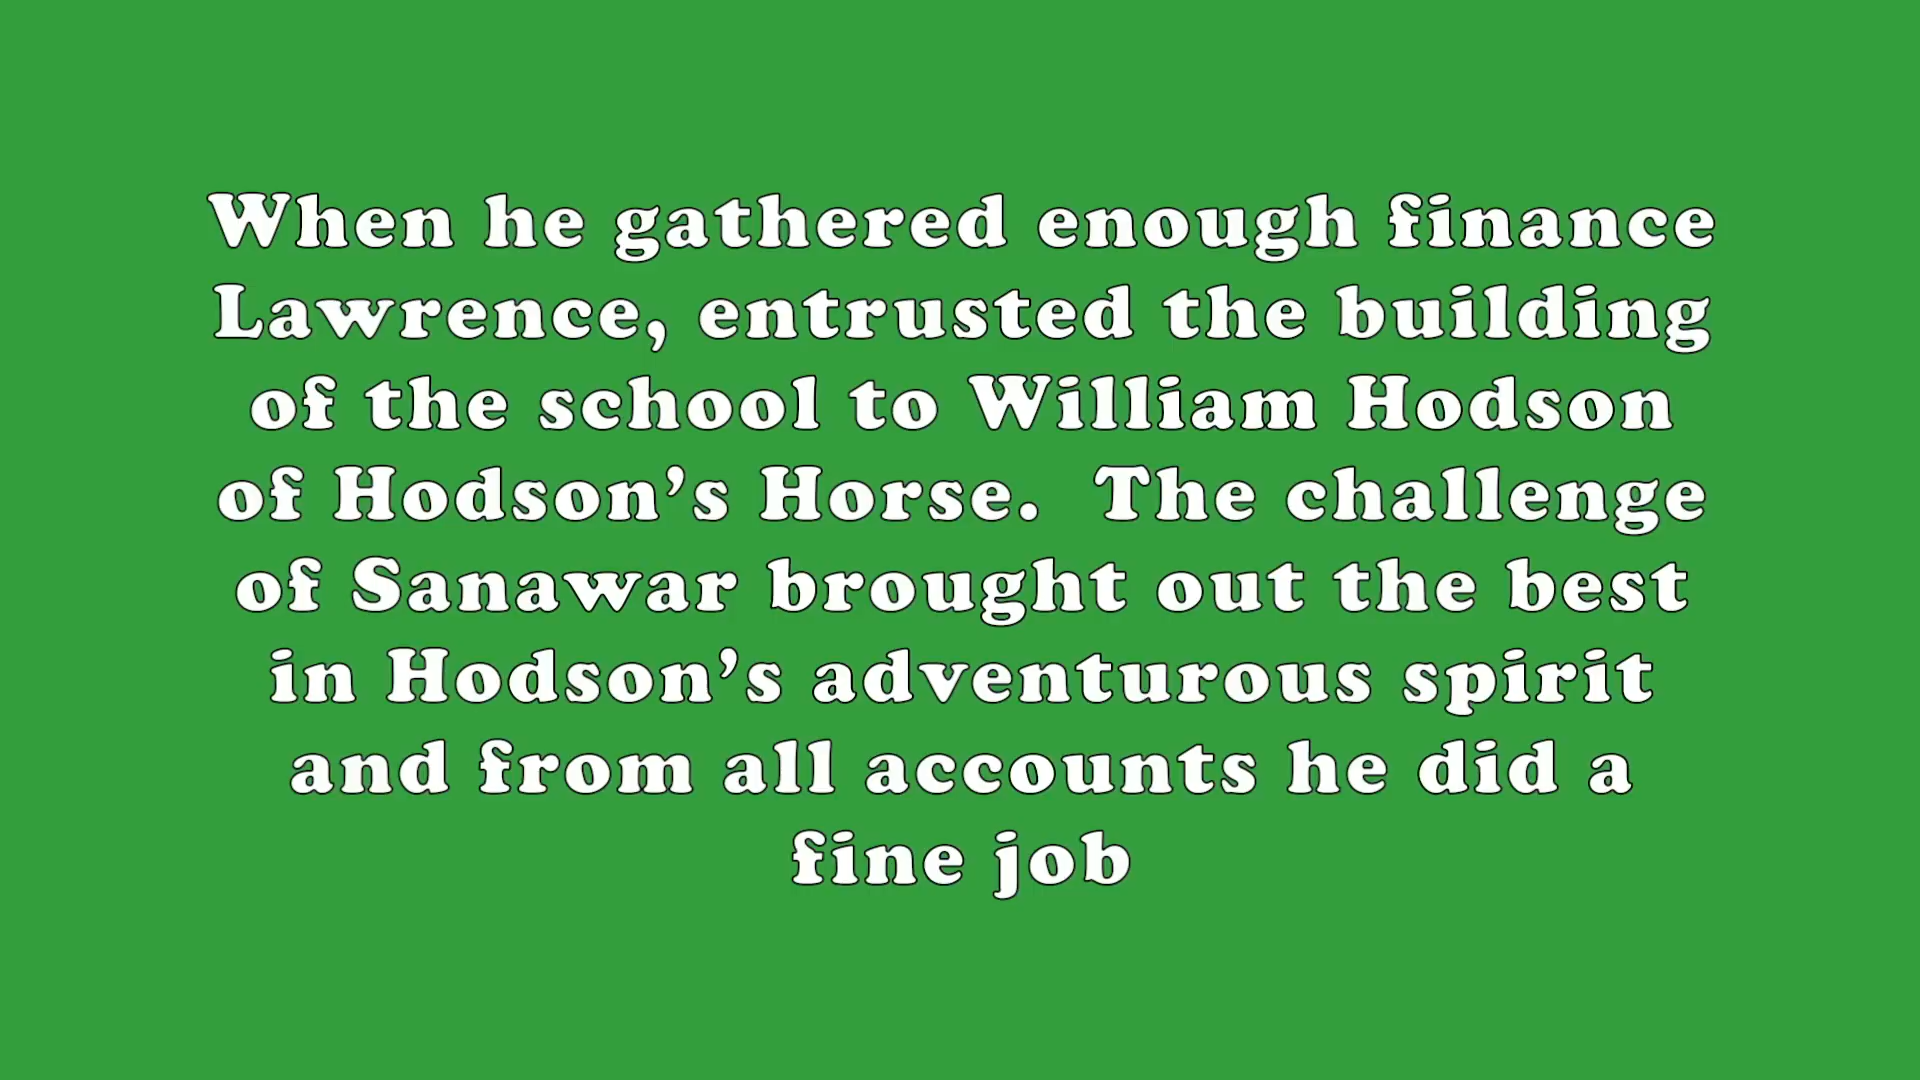 When he gathered enough finance
Lawrence, entrusted the building
of the school to William Hodson
of Hodson’s Horse.  The challenge
of Sanawar brought out the best
in Hodson’s adventurous spirit
and from all accounts he did a
fine job